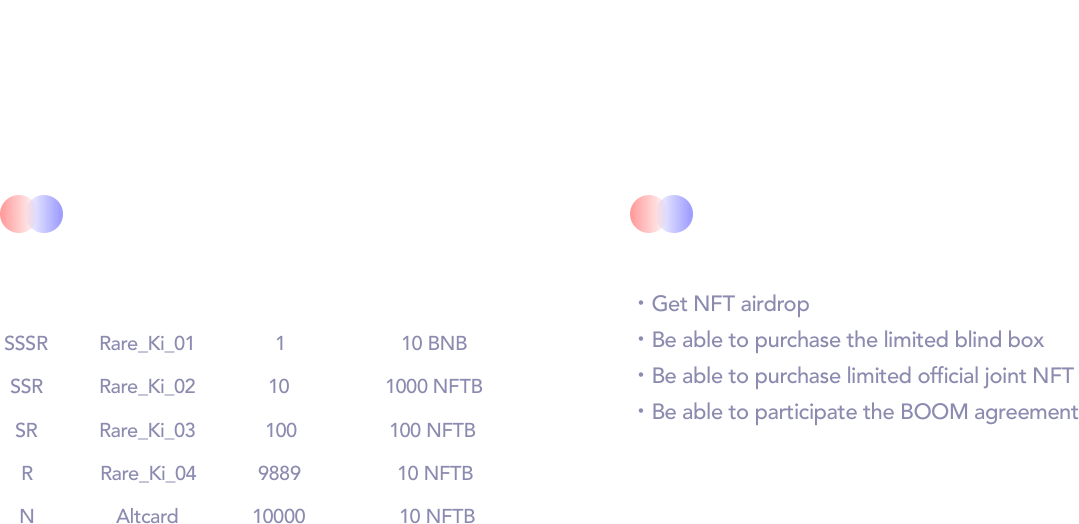 SSSR Rare_Ki_01 1 10 BNB
SSR Rare_Ki_02 10 1000 NFTB
SR Rare_Ki_03 100 100 NFTB
R Rare_Ki_04 9889 10 NFTB
N Altcard 10000 10 NFTB
・Get NFT airdrop
・Be able to purchase the limited blind box
・Be able to purchase limited official joint NFT
・Be able to participate the BOOM agreement